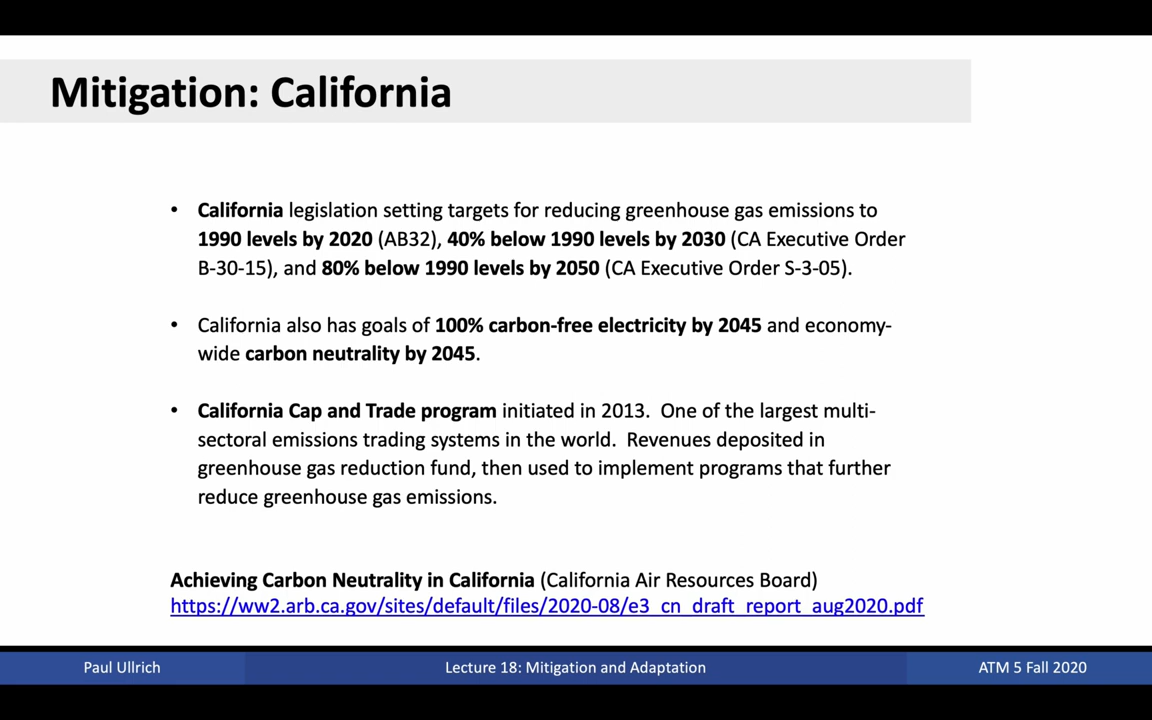 Mitigation: California
• California legislation setting targets for reducing greenhouse gas emissions to
1990 levels by 2020 (AB32), 40% below 1990 levels by 2030 (CA Executive Order
B-30-15), and 80% below 1990 levels by 2050 (CA Executive Order S-3-05).
• California also has goals of 100% carbon-free electricity by 2045 and economy-
wide carbon neutrality by 2045.
• California Cap and Trade program initiated in 2013.  One of the largest multi-
sectoral emissions trading systems in the world.  Revenues deposited in
greenhouse gas reduction fund, then used to implement programs that further
reduce greenhouse gas emissions.
Achieving Carbon Neutrality in California (California Air Resources Board)
https://ww2.arb.ca.gov/sites/default/files/2020-08/e3_cn_draft_report_aug2020.pdf
Paul Ullrich
Lecture 18: Mitigation and Adaptation
ATM 5 Fall 2020